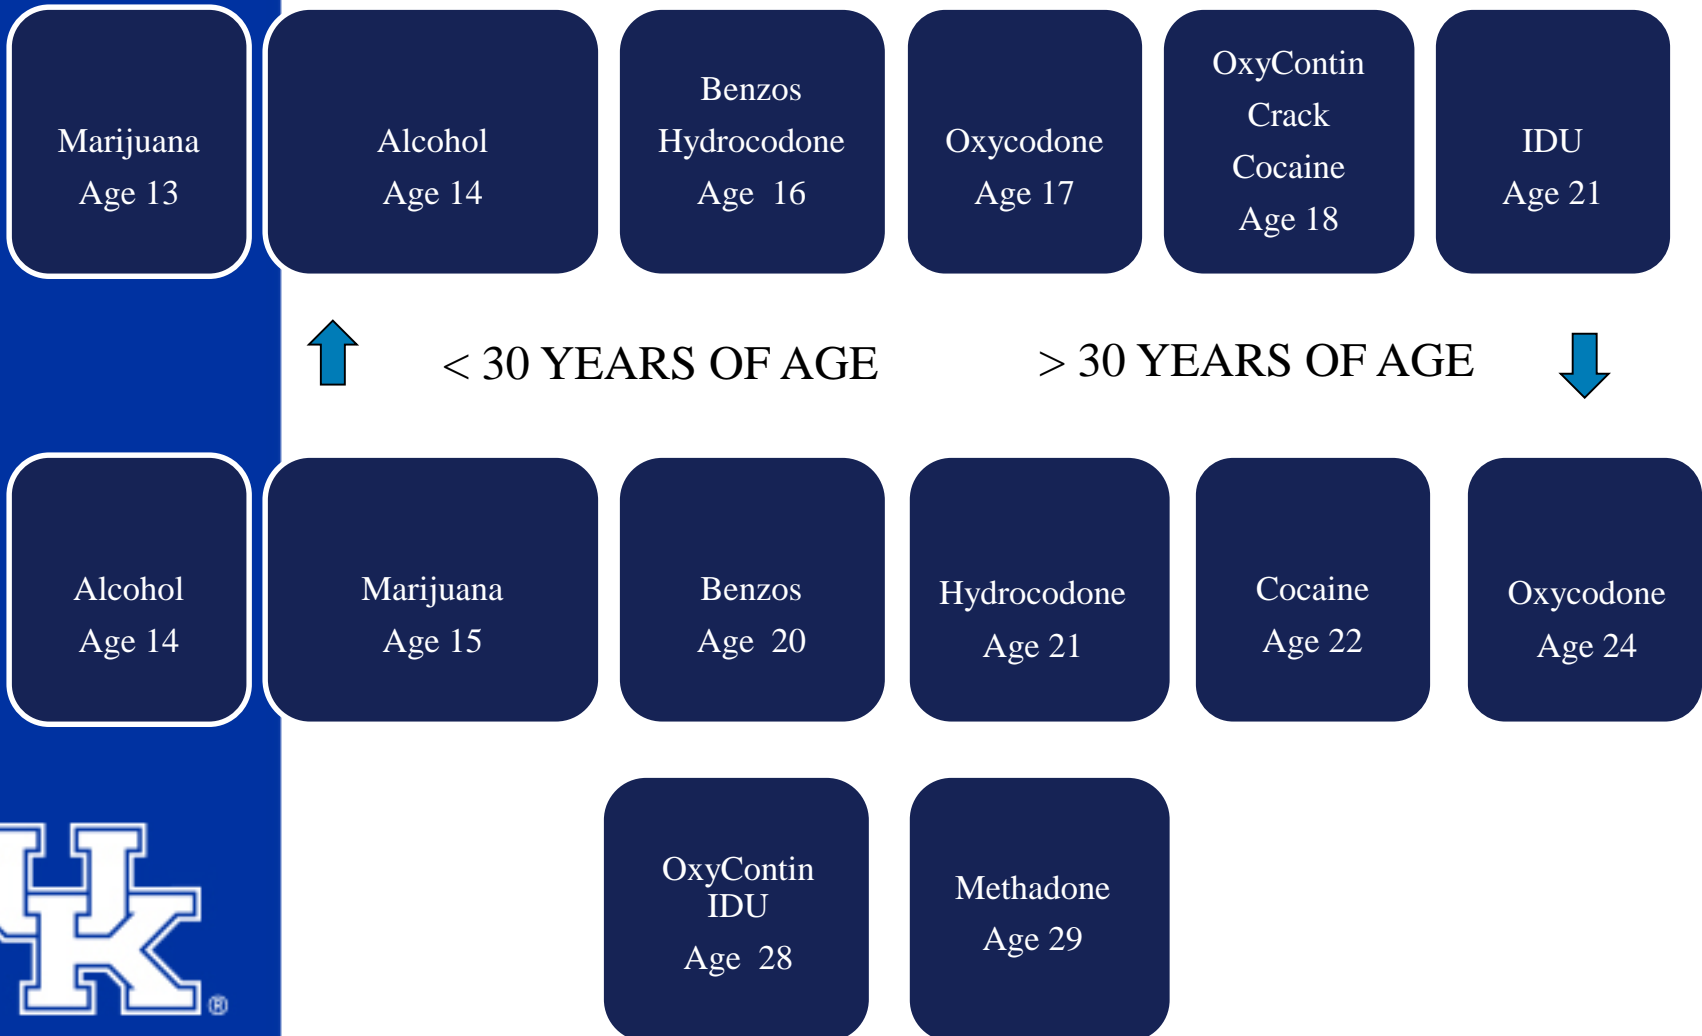 Marijuana
Age 13
Alcohol
Age 14
Benzos
Hydrocodone
Age 16
Oxycodone
Age 17
OxyContin
Crack
Cocaine
Age 18
IDU
Age 21
< 30 YEARS OF AGE
> 30 YEARS OF AGE
Alcohol
Age 14
Marijuana
Age 15
Benzos
Age 20
Hydrocodone
Age 21
Cocaine
Age 22
Oxycodone
Age 24
OxyContin
IDU
Age 28
Methadone
Age 29
UK
®